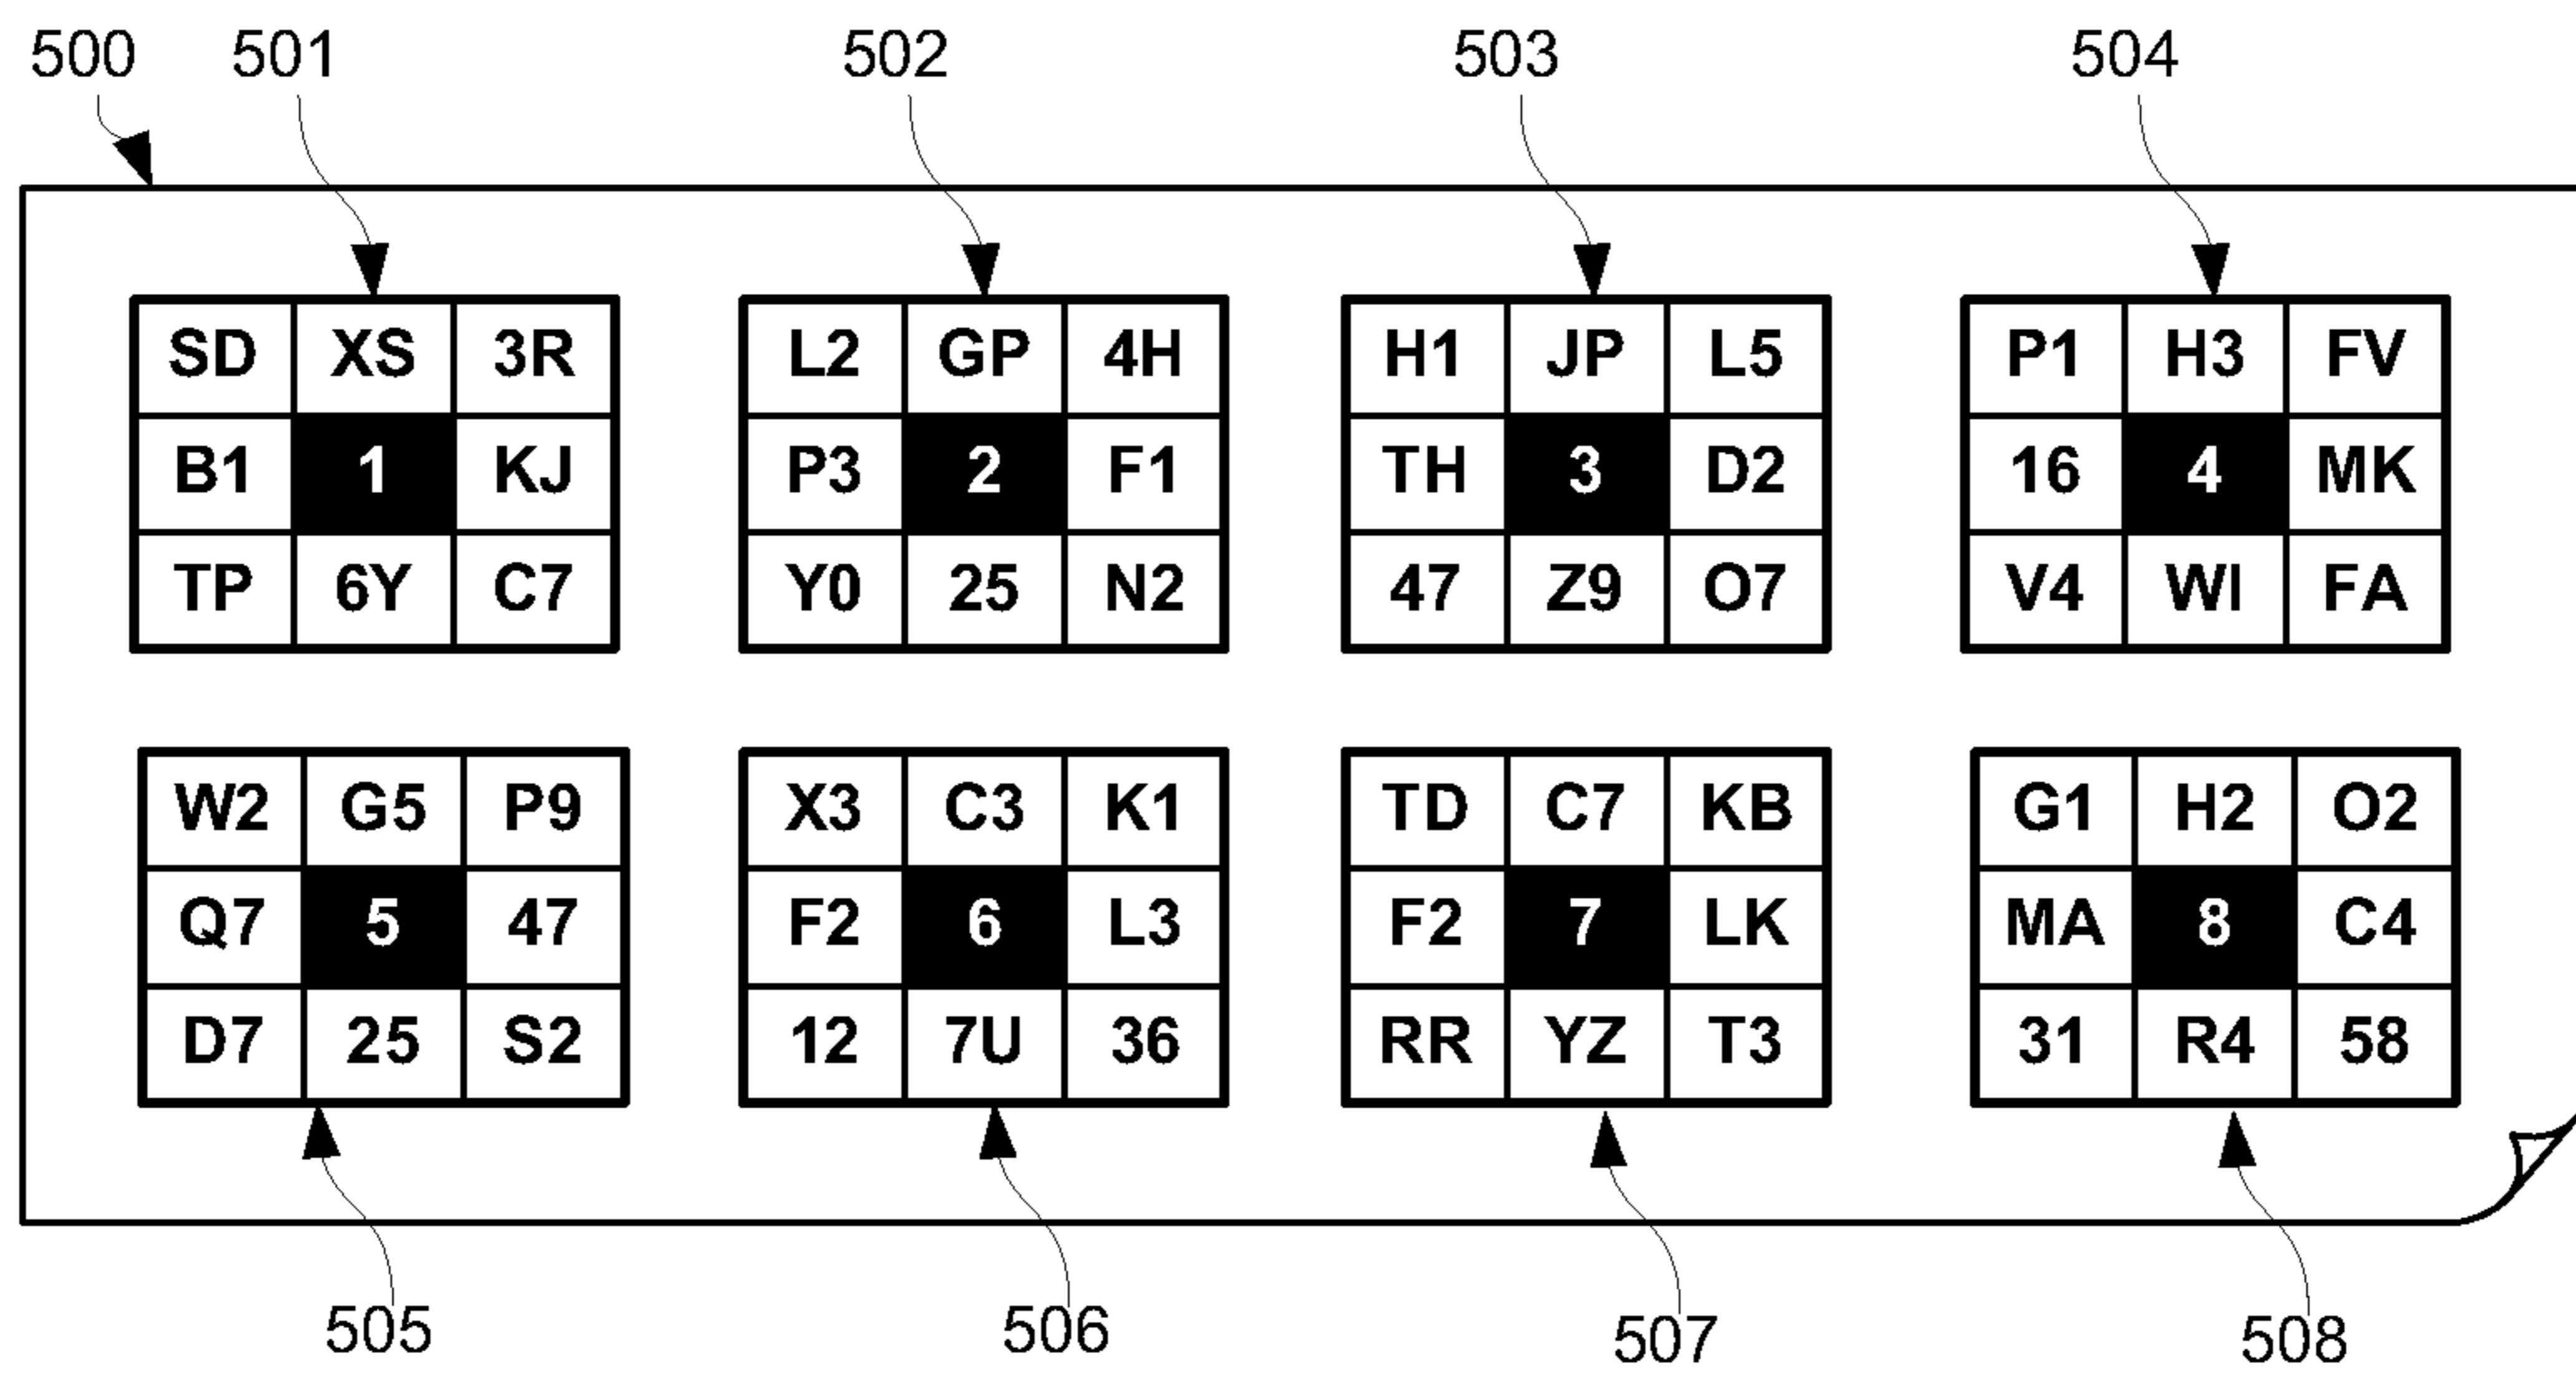 500 501 502 503 504
SD XS 3R L2 GP 4H H1 JP L5 P1 H3 FV
B1 1 KJ P3 2 F1 TH 3 D2 16 4 MK
TP 6Y C7 Y0 25 N2 47 Z9 O7 V4 WI FA
W2 G5 P9 X3 C3 K1 TD C7 KB G1 H2 O2
Q7 5 47 F2 6 L3 F2 7 LK MA 8 C4
D7 25 S2 12 7U 36 RR YZ T3 31 R4 58
505 506 507 508